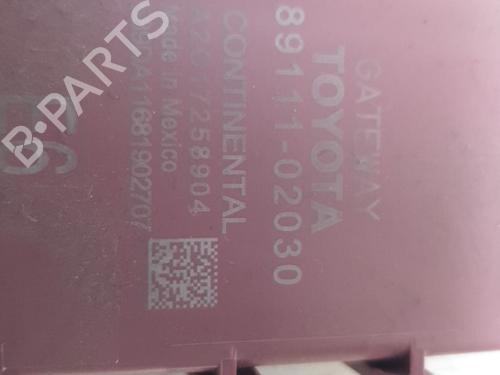 GATEWAY
TOYOTA
89111-02030
CONTINENTAL
A2C17258904
Made in Mexico
B-PARTS